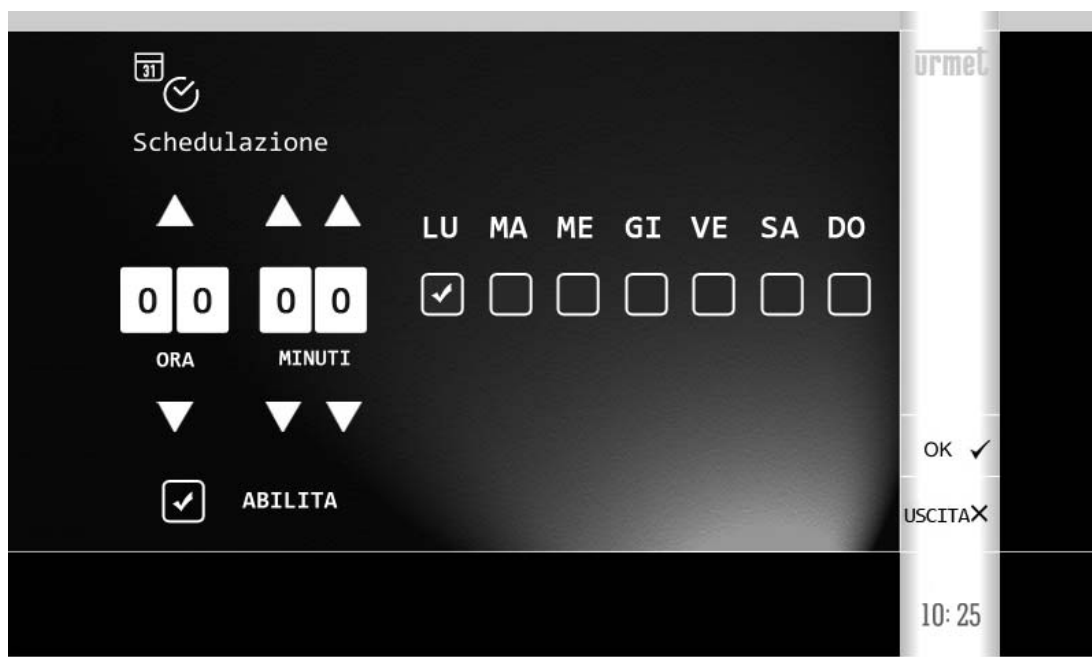 urmet
31
Schedulazione
LU MA ME GI VE SA DO
0 0 0 0
ORA MINUTI
OK
ABILITA
USCITA
10:25